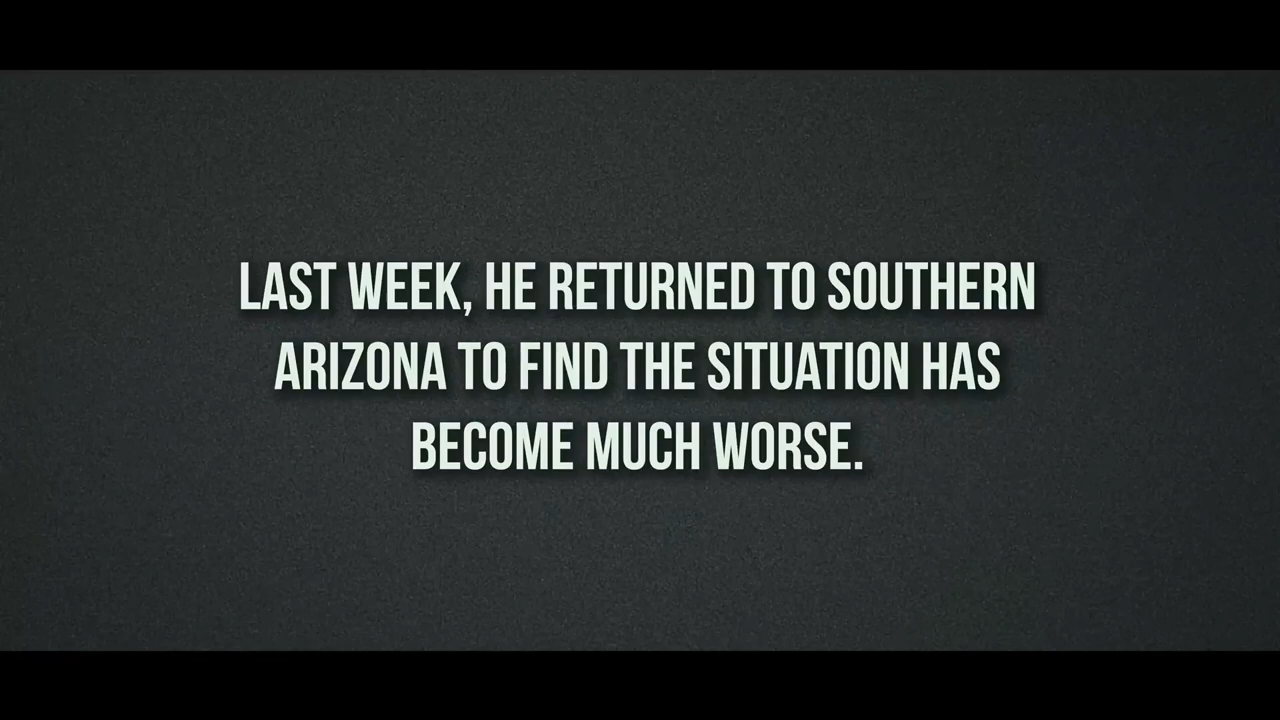 LAST WEEK, HE RETURNED TO SOUTHERN
ARIZONA TO FIND THE SITUATION HAS
BECOME MUCH WORSE.